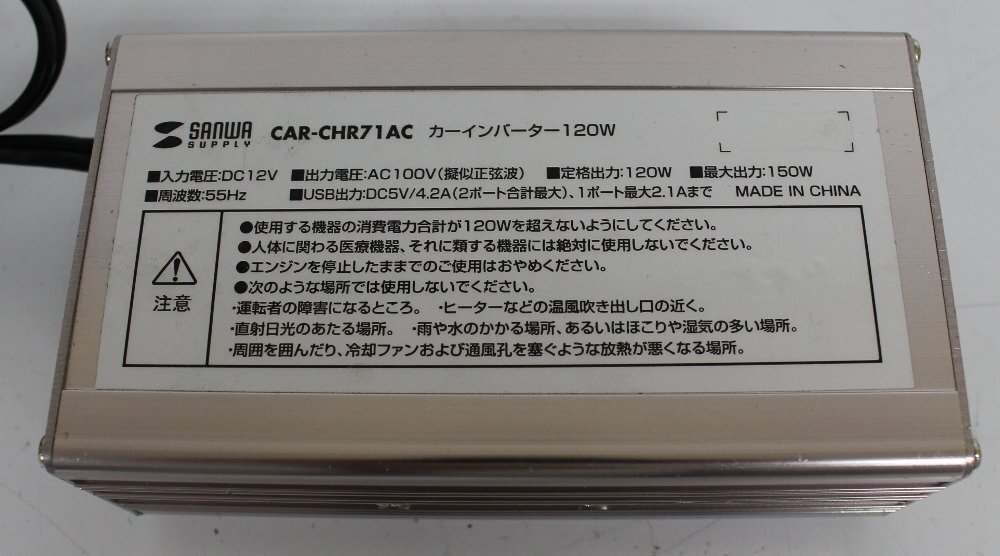 SANWA SUPPLY CAR-CHR71AC カーインバーター120W
■入力電圧:DC12V ■出力電圧:AC100V(擬似正弦波) ■定格出力:120W ■最大出力:150W
■周波数:55Hz ■USB出力:DC5V/4.2A(2ポート合計最大)、1ポート最大2.1Aまで MADE IN CHINA
注意
●使用する機器の消費電力合計が120Wを超えないようにしてください。
●人体に関わる医療機器、それに類する機器には絶対に使用しないでください。
●エンジンを停止したままでのご使用はおやめください。
●次のような場所では使用しないでください。
・運転者の障害になるところ。 ・ヒーターなどの温風吹き出し口の近く。
・直射日光のあたる場所。 ・雨や水のかかる場所、あるいはほこりや湿気の多い場所。
・周囲を囲んだり、冷却ファンおよび通風孔を塞ぐような放熱が悪くなる場所。